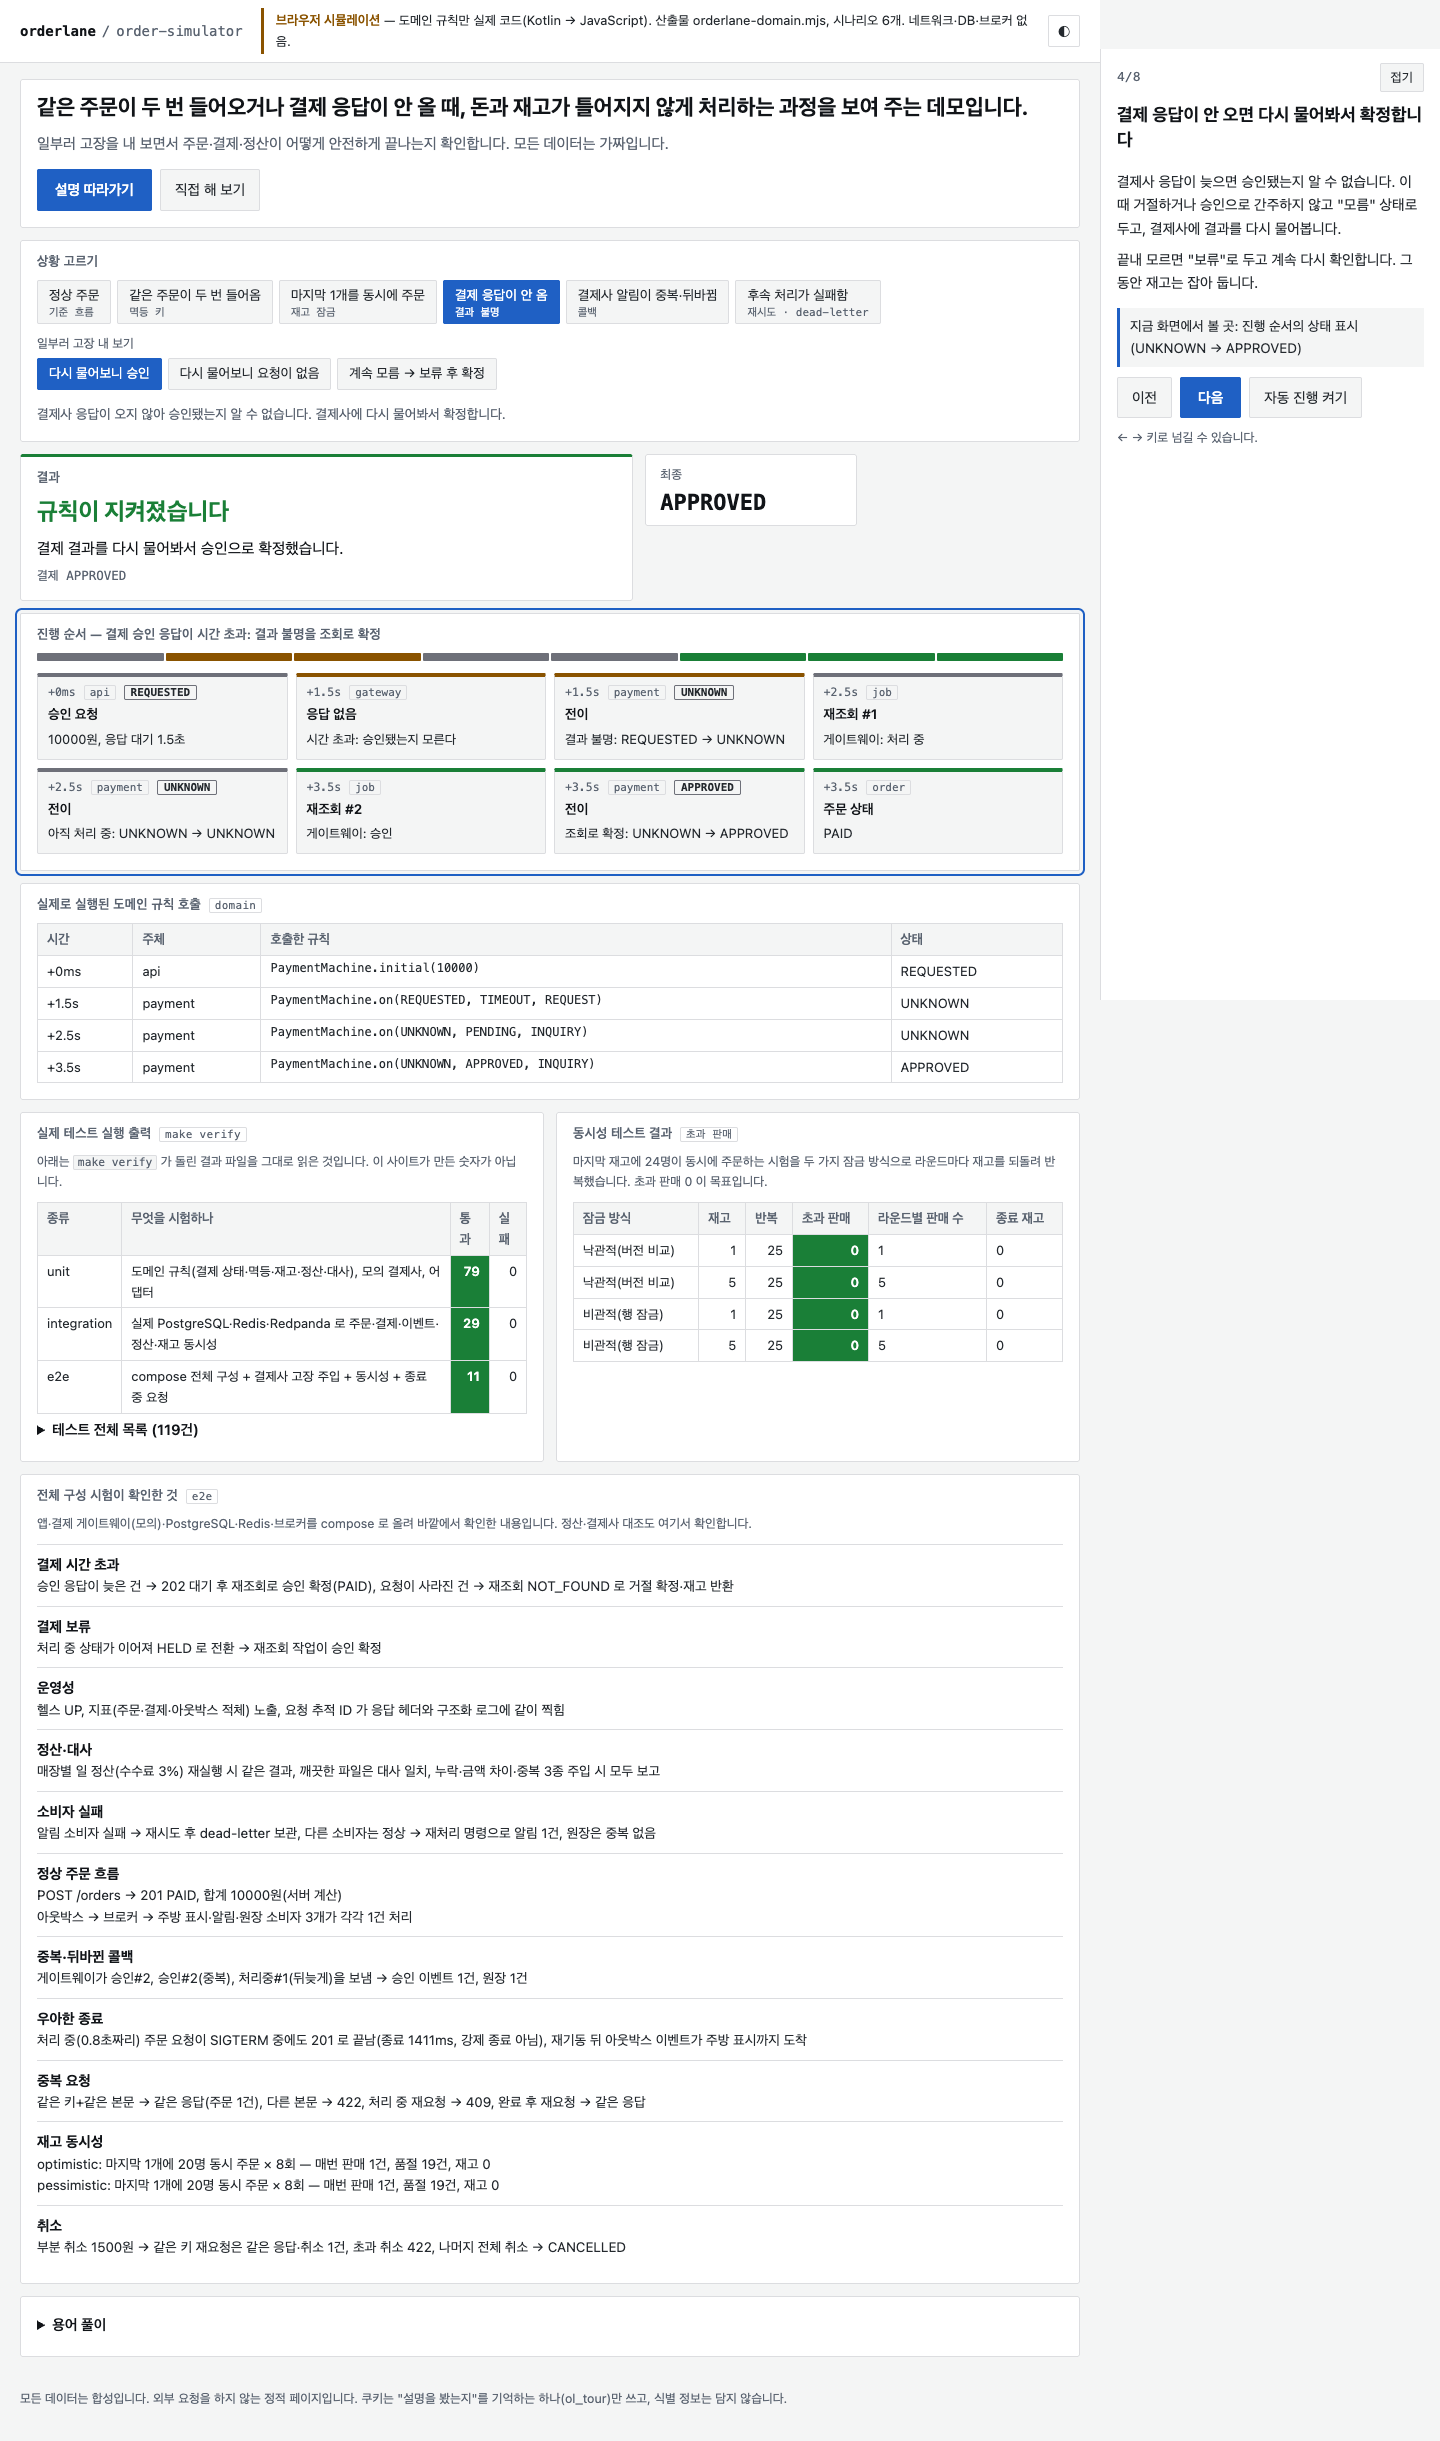 orderlane / order-simulator
브라우저 시뮬레이션 — 도메인 규칙만 실제 코드(Kotlin → JavaScript). 산출물 orderlane-domain.mjs, 시나리오 6개. 네트워크·DB·브로커 없
음.
같은 주문이 두 번 들어오거나 결제 응답이 안 올 때, 돈과 재고가 틀어지지 않게 처리하는 과정을 보여 주는 데모입니다.
일부러 고장을 내 보면서 주문·결제·정산이 어떻게 안전하게 끝나는지 확인합니다. 모든 데이터는 가짜입니다.
설명 따라가기 직접 해 보기
상황 고르기
정상 주문
기준 흐름
같은 주문이 두 번 들어옴
멱등 키
마지막 1개를 동시에 주문
재고 잠금
결제 응답이 안 옴
결과 불명
결제사 알림이 중복·뒤바뀜
콜백
후속 처리가 실패함
재시도 · dead-letter
일부러 고장 내 보기
다시 물어보니 승인 다시 물어보니 요청이 없음 계속 모름 → 보류 후 확정
결제사 응답이 오지 않아 승인됐는지 알 수 없습니다. 결제사에 다시 물어봐서 확정합니다.
결과
규칙이 지켜졌습니다
결제 결과를 다시 물어봐서 승인으로 확정했습니다.
결제 APPROVED
최종
APPROVED
진행 순서 — 결제 승인 응답이 시간 초과: 결과 불명을 조회로 확정
+0ms api REQUESTED
승인 요청
10000원, 응답 대기 1.5초
+1.5s gateway
응답 없음
시간 초과: 승인됐는지 모른다
+1.5s payment UNKNOWN
전이
결과 불명: REQUESTED → UNKNOWN
+2.5s job
재조회 #1
게이트웨이: 처리 중
+2.5s payment UNKNOWN
전이
아직 처리 중: UNKNOWN → UNKNOWN
+3.5s job
재조회 #2
게이트웨이: 승인
+3.5s payment APPROVED
전이
조회로 확정: UNKNOWN → APPROVED
+3.5s order
주문 상태
PAID
실제로 실행된 도메인 규칙 호출 domain
시간 주체 호출한 규칙 상태
+0ms api PaymentMachine.initial(10000) REQUESTED
+1.5s payment PaymentMachine.on(REQUESTED, TIMEOUT, REQUEST) UNKNOWN
+2.5s payment PaymentMachine.on(UNKNOWN, PENDING, INQUIRY) UNKNOWN
+3.5s payment PaymentMachine.on(UNKNOWN, APPROVED, INQUIRY) APPROVED
실제 테스트 실행 출력 make verify
아래는 make verify 가 돌린 결과 파일을 그대로 읽은 것입니다. 이 사이트가 만든 숫자가 아닙
니다.
종류 무엇을 시험하나 통과 실패
unit 도메인 규칙(결제 상태·멱등·재고·정산·대사), 모의 결제사, 어댑터 79 0
integration 실제 PostgreSQL·Redis·Redpanda 로 주문·결제·이벤트·정산·재고 동시성 29 0
e2e compose 전체 구성 + 결제사 고장 주입 + 동시성 + 종료 중 요청 11 0
▶ 테스트 전체 목록 (119건)
동시성 테스트 결과 초과 판매
마지막 재고에 24명이 동시에 주문하는 시험을 두 가지 잠금 방식으로 라운드마다 재고를 되돌려 반
복했습니다. 초과 판매 0 이 목표입니다.
잠금 방식 재고 반복 초과 판매 라운드별 판매 수 종료 재고
낙관적(버전 비교) 1 25 0 1 0
낙관적(버전 비교) 5 25 0 5 0
비관적(행 잠금) 1 25 0 1 0
비관적(행 잠금) 5 25 0 5 0
전체 구성 시험이 확인한 것 e2e
앱·결제 게이트웨이(모의)·PostgreSQL·Redis·브로커를 compose 로 올려 바깥에서 확인한 내용입니다. 정산·결제사 대조도 여기서 확인합니다.
결제 시간 초과
승인 응답이 늦은 건 → 202 대기 후 재조회로 승인 확정(PAID), 요청이 사라진 건 → 재조회 NOT_FOUND 로 거절 확정·재고 반환
결제 보류
처리 중 상태가 이어져 HELD 로 전환 → 재조회 작업이 승인 확정
운영성
헬스 UP, 지표(주문·결제·아웃박스 적체) 노출, 요청 추적 ID 가 응답 헤더와 구조화 로그에 같이 찍힘
정산·대사
매장별 일 정산(수수료 3%) 재실행 시 같은 결과, 깨끗한 파일은 대사 일치, 누락·금액 차이·중복 3종 주입 시 모두 보고
소비자 실패
알림 소비자 실패 → 재시도 후 dead-letter 보관, 다른 소비자는 정상 → 재처리 명령으로 알림 1건, 원장은 중복 없음
정상 주문 흐름
POST /orders → 201 PAID, 합계 10000원(서버 계산)
아웃박스 → 브로커 → 주방 표시·알림·원장 소비자 3개가 각각 1건 처리
중복·뒤바뀐 콜백
게이트웨이가 승인#2, 승인#2(중복), 처리중#1(뒤늦게)을 보냄 → 승인 이벤트 1건, 원장 1건
우아한 종료
처리 중(0.8초짜리) 주문 요청이 SIGTERM 중에도 201 로 끝남(종료 1411ms, 강제 종료 아님), 재기동 뒤 아웃박스 이벤트가 주방 표시까지 도착
중복 요청
같은 키+같은 본문 → 같은 응답(주문 1건), 다른 본문 → 422, 처리 중 재요청 → 409, 완료 후 재요청 → 같은 응답
재고 동시성
optimistic: 마지막 1개에 20명 동시 주문 × 8회 — 매번 판매 1건, 품절 19건, 재고 0
pessimistic: 마지막 1개에 20명 동시 주문 × 8회 — 매번 판매 1건, 품절 19건, 재고 0
취소
부분 취소 1500원 → 같은 키 재요청은 같은 응답·취소 1건, 초과 취소 422, 나머지 전체 취소 → CANCELLED
▶ 용어 풀이
모든 데이터는 합성입니다. 외부 요청을 하지 않는 정적 페이지입니다. 쿠키는 "설명을 봤는지"를 기억하는 하나(ol_tour)만 쓰고, 식별 정보는 담지 않습니다.
4/8 접기
결제 응답이 안 오면 다시 물어봐서 확정합니
다
결제사 응답이 늦으면 승인됐는지 알 수 없습니다. 이
때 거절하거나 승인으로 간주하지 않고 "모름" 상태로
두고, 결제사에 결과를 다시 물어봅니다.
끝내 모르면 "보류"로 두고 계속 다시 확인합니다. 그
동안 재고는 잡아 둡니다.
지금 화면에서 볼 곳: 진행 순서의 상태 표시
(UNKNOWN → APPROVED)
이전 다음 자동 진행 켜기
← → 키로 넘길 수 있습니다.